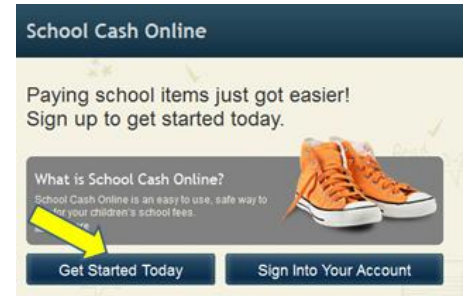 School Cash Online
Paying school items just got easier!
Sign up to get started today.
What is School Cash Online?
School Cash Online is an easy to use, safe way to
for your children's school fees.
Get Started Today
Sign Into Your Account